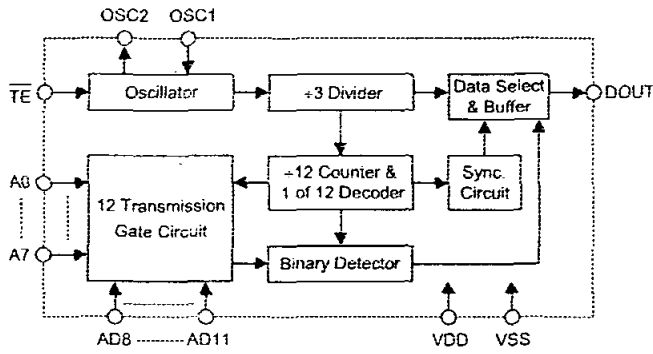 OSC2 OSC1
TE
Oscillator
÷3 Divider
Data Select
& Buffer
DOUT
A0
A7
12 Transmission
Gate Circuit
÷12 Counter &
1 of 12 Decoder
Sync.
Circuit
Binary Detector
AD8 AD11
VDD VSS